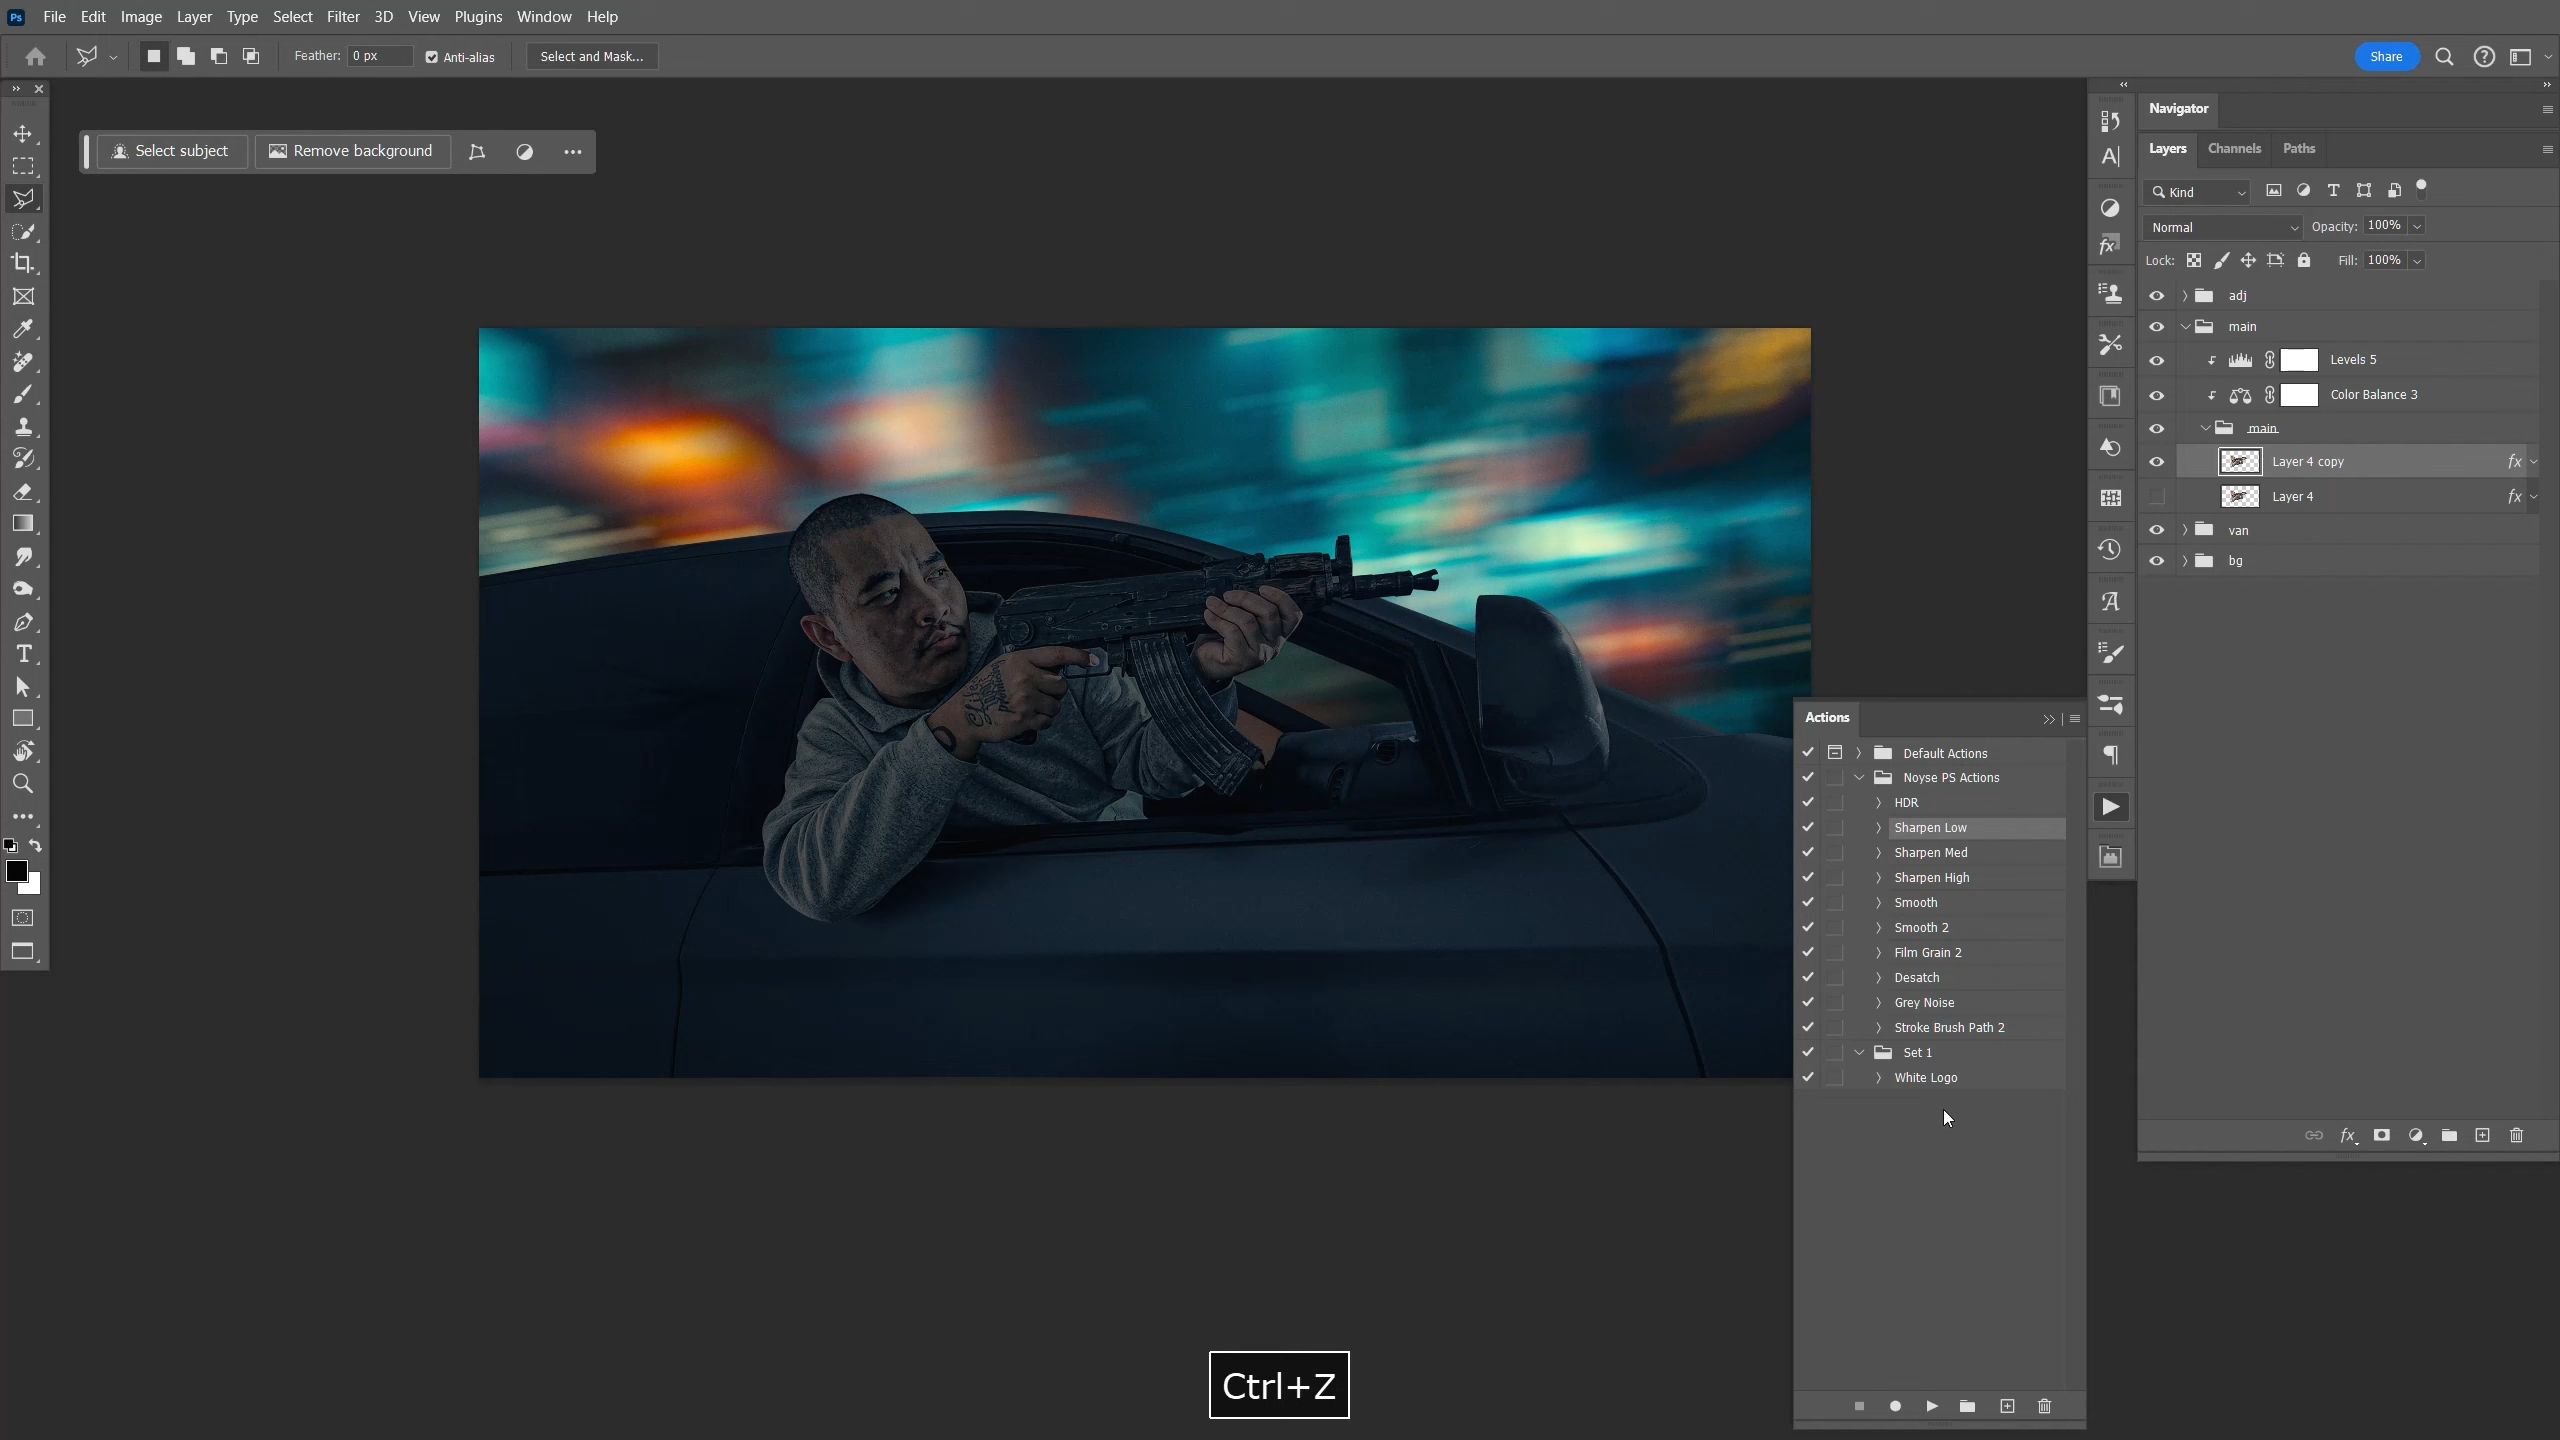 Ps File Edit Image Layer Type Select Filter 3D View Plugins Window Help
Feather: 0 px Anti-alias Select and Mask... Share
Select subject Remove background
Navigator
Layers Channels Paths
Kind
Normal Opacity: 100%
Lock: Fill: 100%
adj
main
Levels 5
Color Balance 3
main
Layer 4 copy fx
Layer 4 fx
van
bg
Actions
Default Actions
Noyse PS Actions
HDR
Sharpen Low
Sharpen Med
Sharpen High
Smooth
Smooth 2
Film Grain 2
Desatch
Grey Noise
Stroke Brush Path 2
Set 1
White Logo
fx
Ctrl+Z